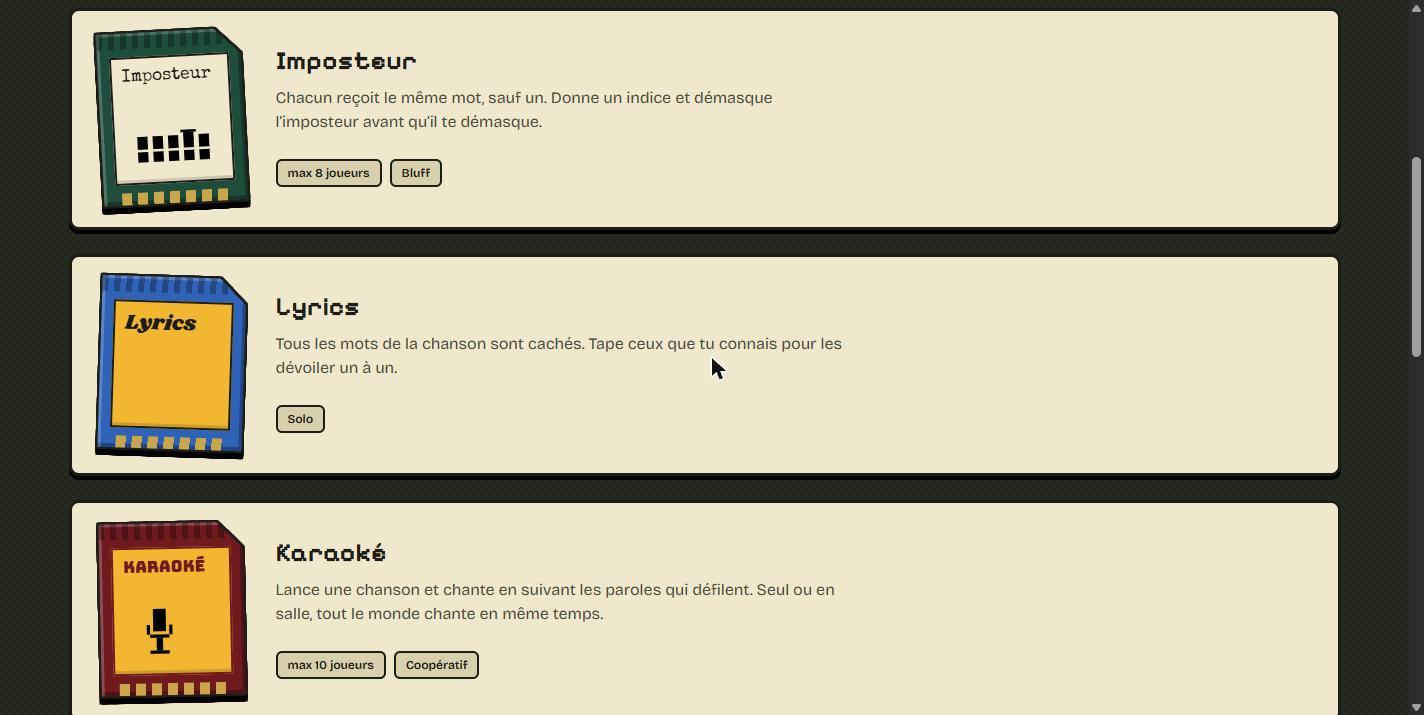 Imposteur
Imposteur
Chacun reçoit le même mot, sauf un. Donne un indice et démasque
l'imposteur avant qu'il te démasque.
max 8 joueurs
Bluff
Lyrics
Lyrics
Tous les mots de la chanson sont cachés. Tape ceux que tu connais pour les
dévoiler un à un.
Solo
KARAOKÉ
Karaoké
Lance une chanson et chante en suivant les paroles qui défilent. Seul ou en
salle, tout le monde chante en même temps.
max 10 joueurs
Coopératif